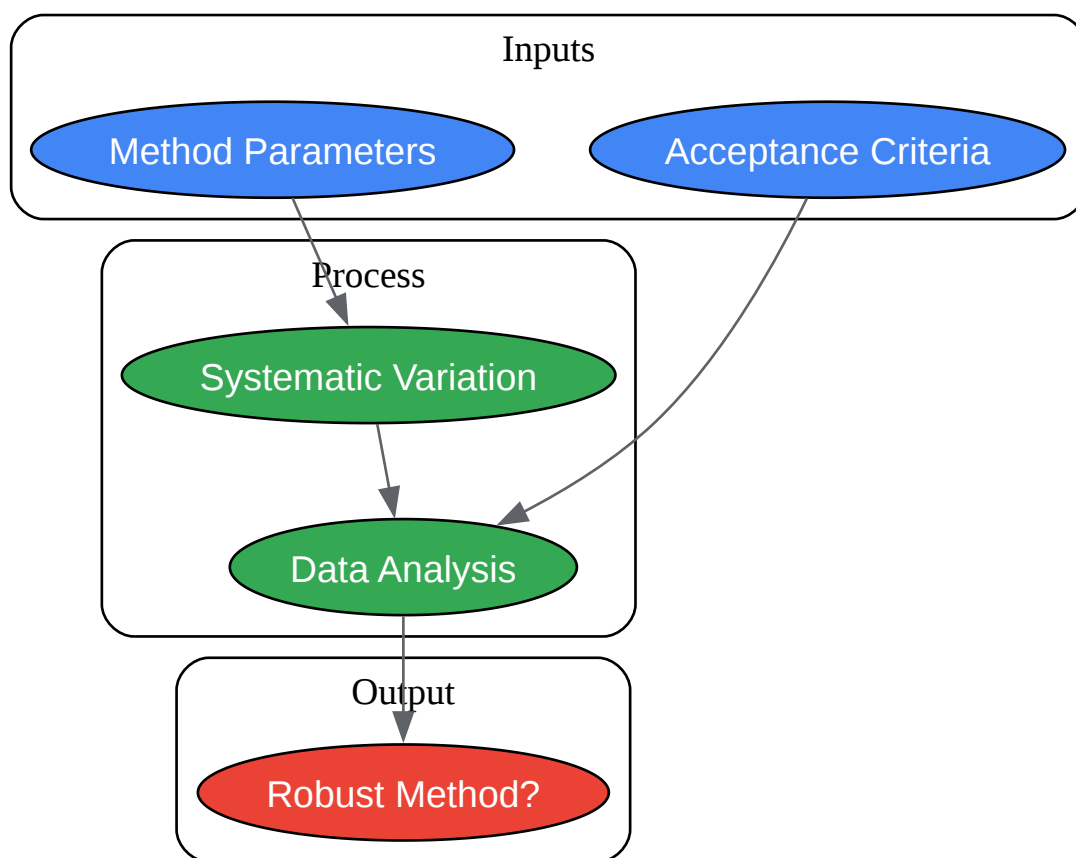 Inputs
Method Parameters
Acceptance Criteria
Process
Systematic Variation
Data Analysis
Output
Robust Method?